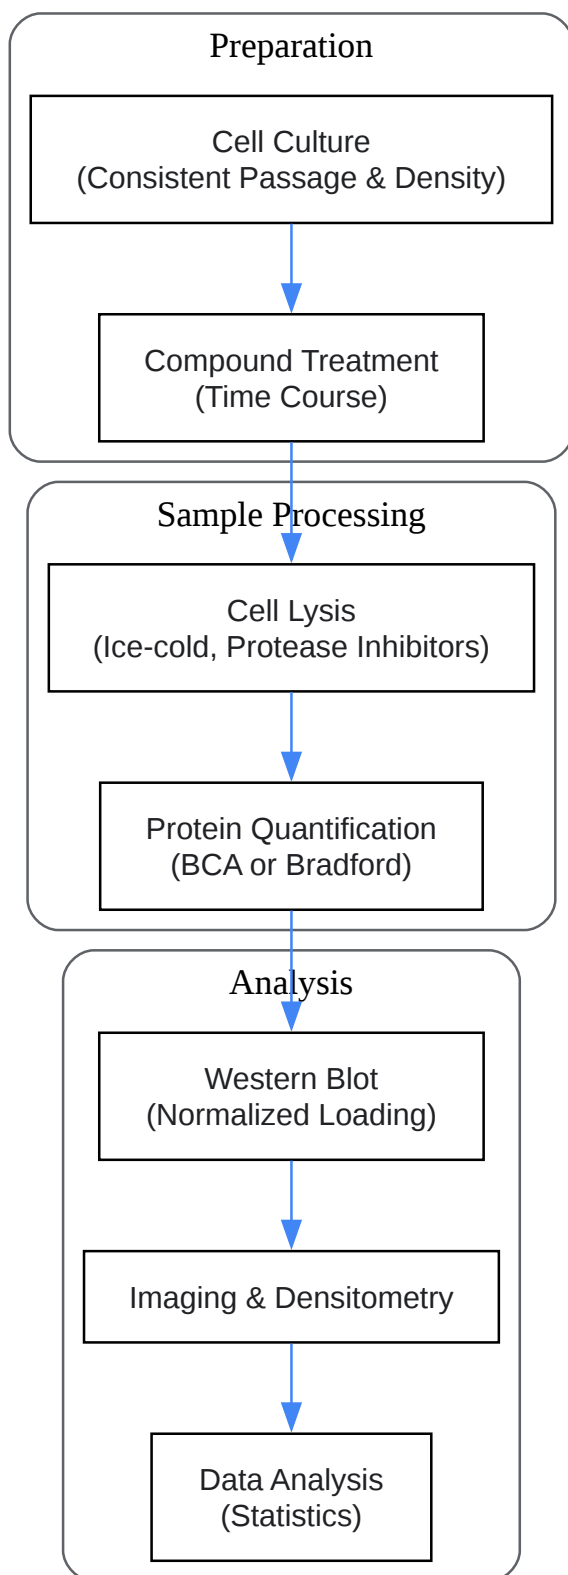 Preparation
Cell Culture
(Consistent Passage & Density)
Compound Treatment
(Time Course)
Sample Processing
Cell Lysis
(Ice-cold, Protease Inhibitors)
Protein Quantification
(BCA or Bradford)
Analysis
Western Blot
(Normalized Loading)
Imaging & Densitometry
Data Analysis
(Statistics)